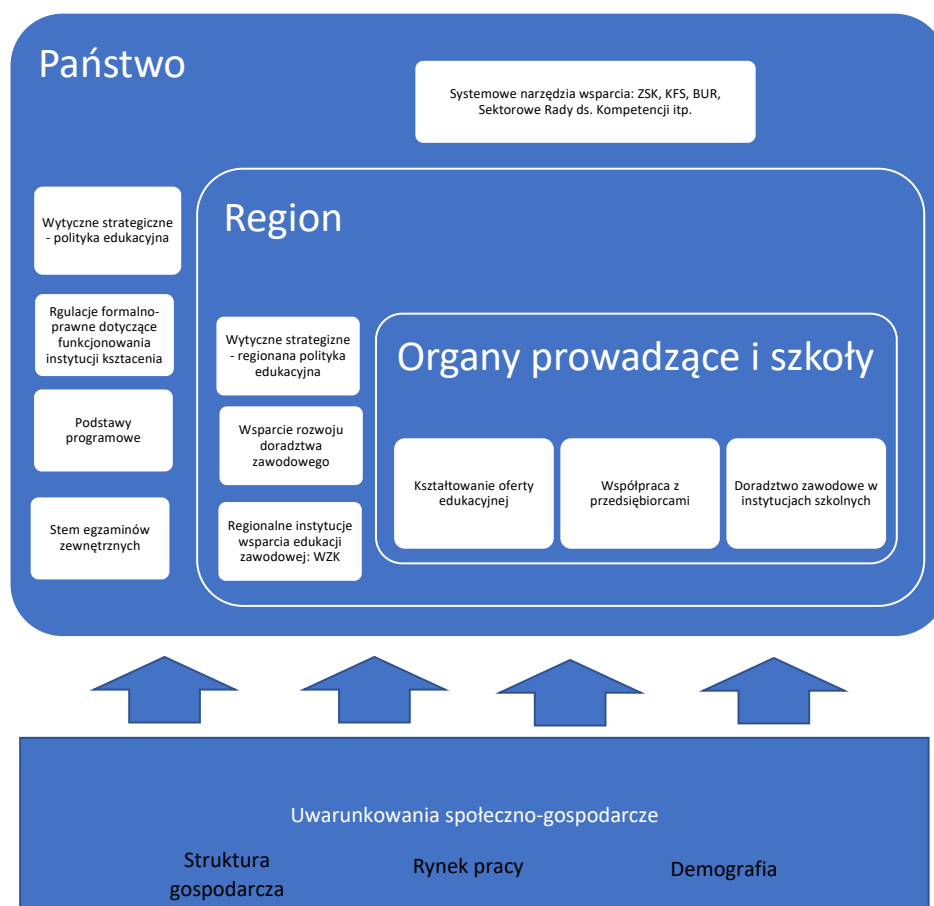 Państwo
Systemowe narzędzia wsparcia: ZSK, KFS, BUR,
Sektorowe Rady ds. Kompetencji itp.
Wytyczne strategiczne
- polityka edukacyjna
Rgulacje formalno-
prawne dotyczące
funkcjonowania
instytucji ksztacenia
Podstawy
programowe
Stem egzaminów
zewnętrznych
Region
Wytyczne strategizne
- regionana polityka
edukacyjna
Wsparcie rozwoju
doradztwa
zawodowego
Regionalne instytucje
wsparcia edukacji
zawodowej: WZK
Organy prowadzące i szkoły
Kształtowanie oferty
edukacyjnej
Współpraca z
przedsiębiorcami
Doradztwo zawodowe w
instytucjach szkolnych
Uwarunkowania społeczno-gospodarcze
Struktura
gospodarcza
Rynek pracy
Demografia